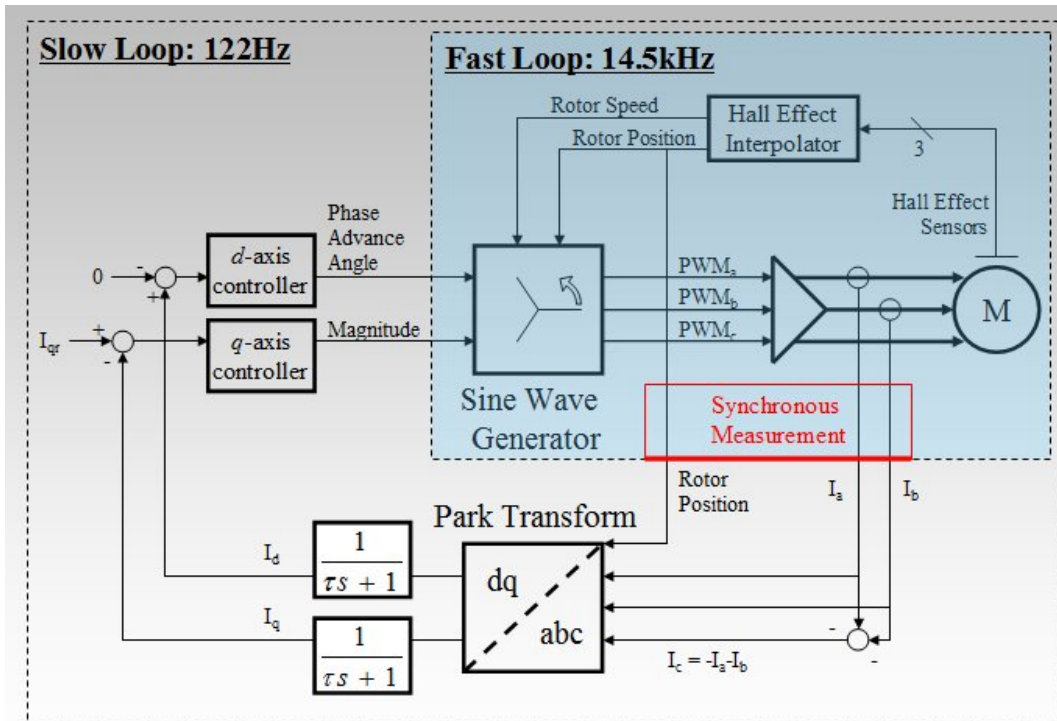 Slow Loop: 122Hz
Fast Loop: 14.5kHz
Rotor Speed
Rotor Position
Hall Effect
Interpolator
3
Hall Effect
Sensors
Phase
Advance
Angle
0
-
+
d-axis
controller
PWMa
PWMb
PWMc
M
Iqr
+
-
q-axis
controller
Magnitude
Sine Wave
Generator
Synchronous
Measurement
Rotor
Position
Ia
Ib
Park Transform
Id
1
τs + 1
dq
abc
Iq
1
τs + 1
-
-
Ic = -Ia-Ib